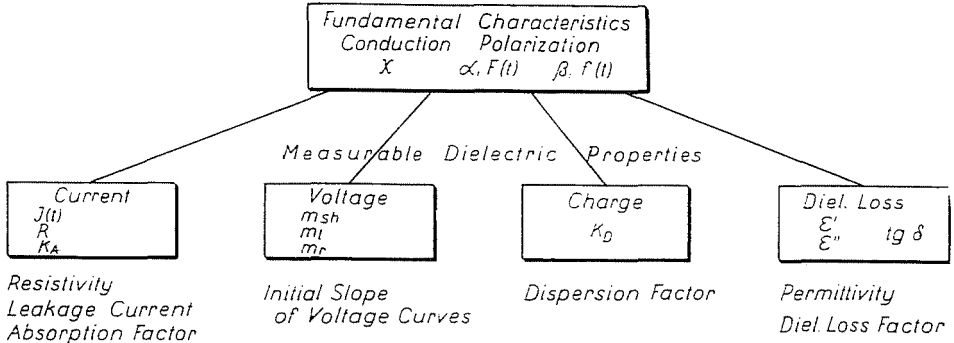 Fundamental Characteristics
Conduction Polarization
χ α, F(t) β, f(t)
Measurable Dielectric Properties
Current
J(t)
R
K_A
Resistivity
Leakage Current
Absorption Factor
Voltage
m_sh
m_l
m_r
Initial Slope
of Voltage Curves
Charge
K_D
Dispersion Factor
Diel. Loss
ε'
ε" tg δ
Permittivity
Diel. Loss Factor